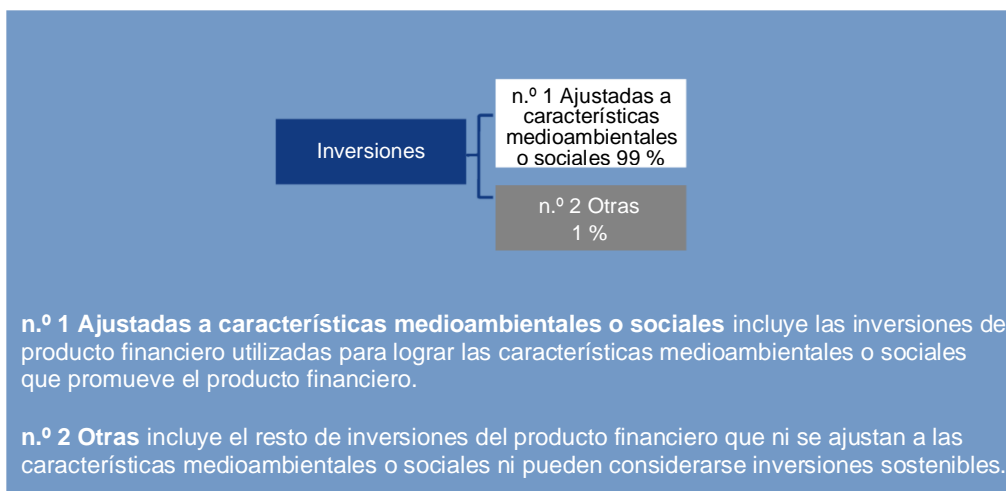 n.º 1 Ajustadas a
características
medioambientales
o sociales 99 %
Inversiones
n.º 2 Otras
1 %
n.º 1 Ajustadas a características medioambientales o sociales incluye las inversiones de
producto financiero utilizadas para lograr las características medioambientales o sociales
que promueve el producto financiero.
n.º 2 Otras incluye el resto de inversiones del producto financiero que ni se ajustan a las
características medioambientales o sociales ni pueden considerarse inversiones sostenibles.